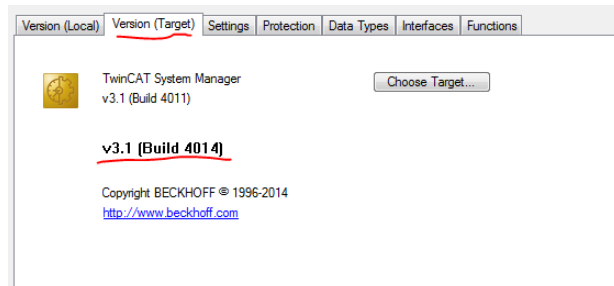 Version (Local) Version (Target) Settings Protection Data Types Interfaces Functions
TwinCAT System Manager
v3.1 (Build 4011)
Choose Target...
v3.1 (Build 4014)
Copyright BECKHOFF © 1996-2014
http://www.beckhoff.com